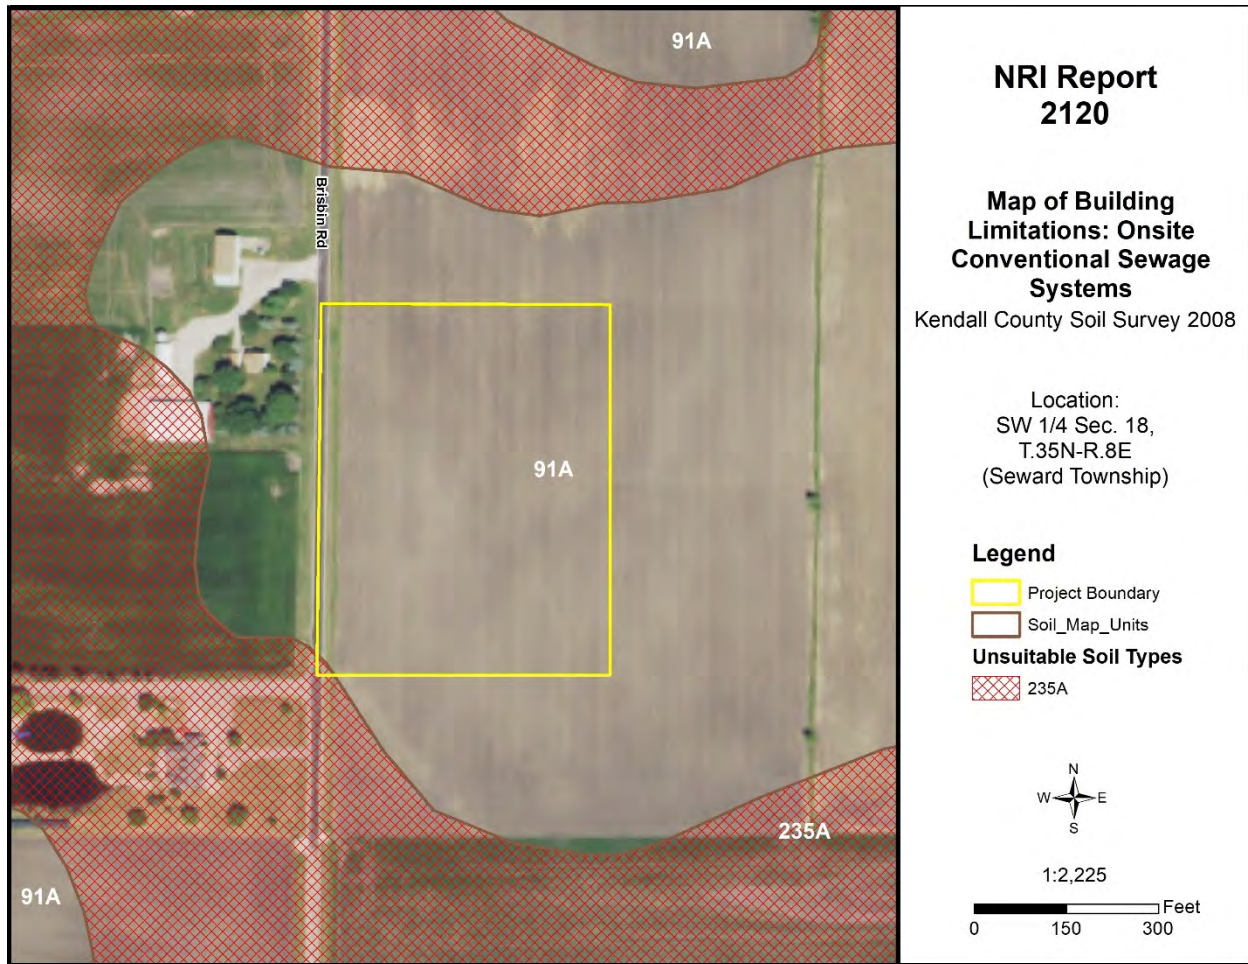 91A
Brisbin Rd
91A
235A
91A
NRI Report
2120
Map of Building
Limitations: Onsite
Conventional Sewage
Systems
Kendall County Soil Survey 2008
Location:
SW 1/4 Sec. 18,
T.35N-R.8E
(Seward Township)
Legend
Project Boundary
Soil_Map_Units
Unsuitable Soil Types
235A
N
W E
S
1:2,225
Feet
0 150 300